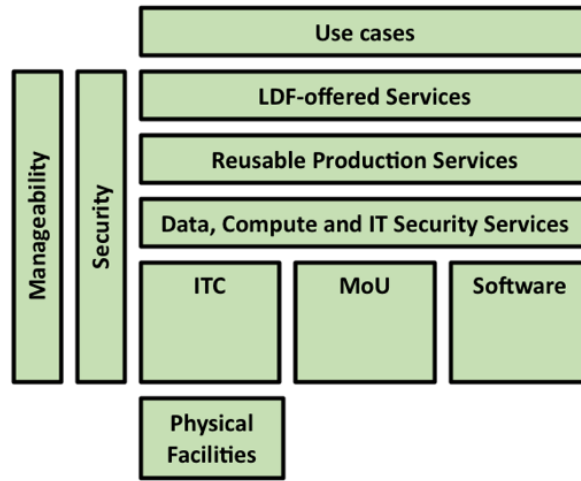 Use cases
LDF-offered Services
Reusable Production Services
Data, Compute and IT Security Services
Manageability
Security
ITC
MoU
Software
Physical
Facilities